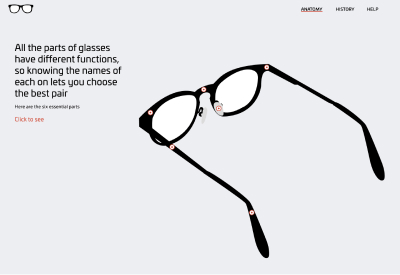 ANATOMY HISTORY HELP
All the parts of glasses
have different functions,
so knowing the names of
each on lets you choose
the best pair
Here are the six essential parts
Click to see